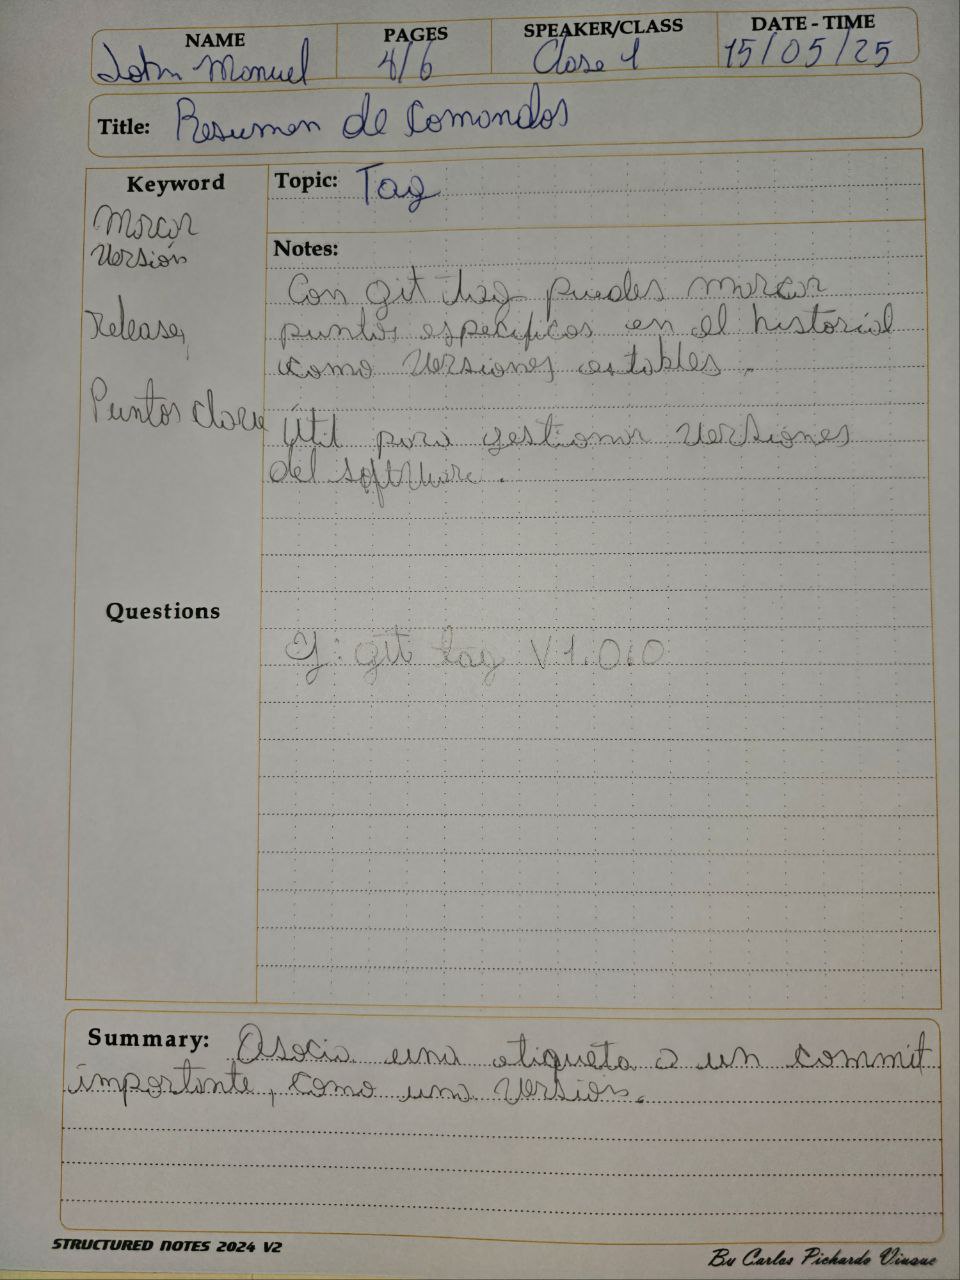 NAME
PAGES
SPEAKER/CLASS
DATE - TIME
John Manuel
4/6
Clase 1
15/05/25
Title: Resumen de Comandos
Keyword
Marcar
Versión
Releases
Puntos clave
Questions
Topic: Tag
Notes:
Con git tag puedes marcar
puntos especificos en el historial
como versiones estables.
Útil para gestionar versiones
del software.
Ej: git tag V1.0.0
Summary: Asocia una etiqueta a un commit
importante, como una versión.
STRUCTURED NOTES 2024 V2
By Carlos Pichardo Viuque